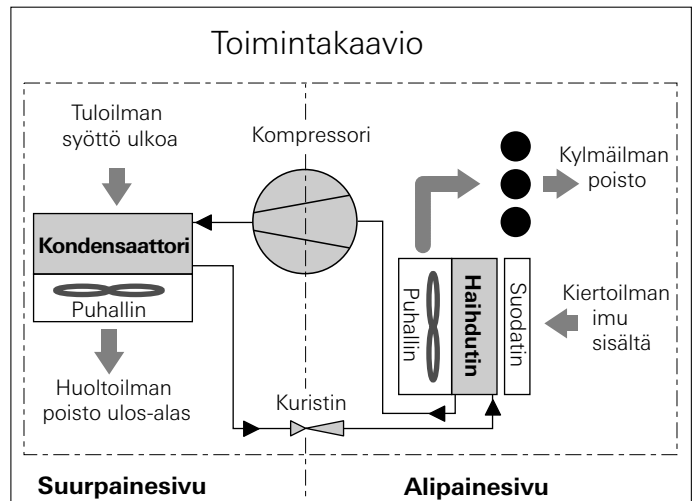 Toimintakaavio
Tuloilman
syöttö ulkoa
Kompressori
Kylmäilman
poisto
Kondensaattori
Puhallin
Puhallin
Haihdutin
Suodatin
Kiertoilman
imu
sisältä
Huoltoilman
poisto ulos-alas
Kuristin
Suurpainesivu
Alipainesivu